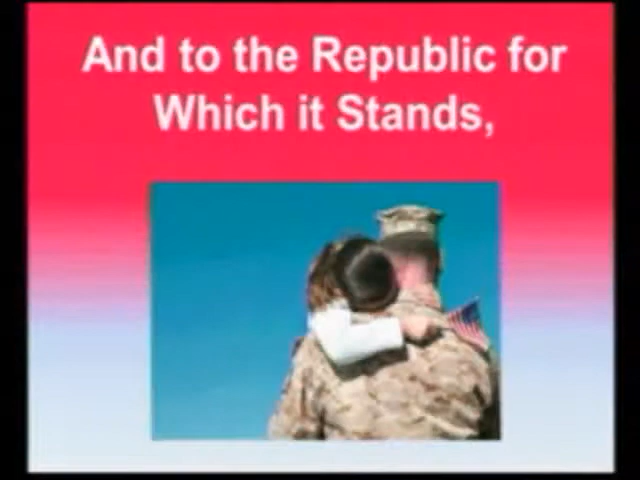 And to the Republic for
Which it Stands,